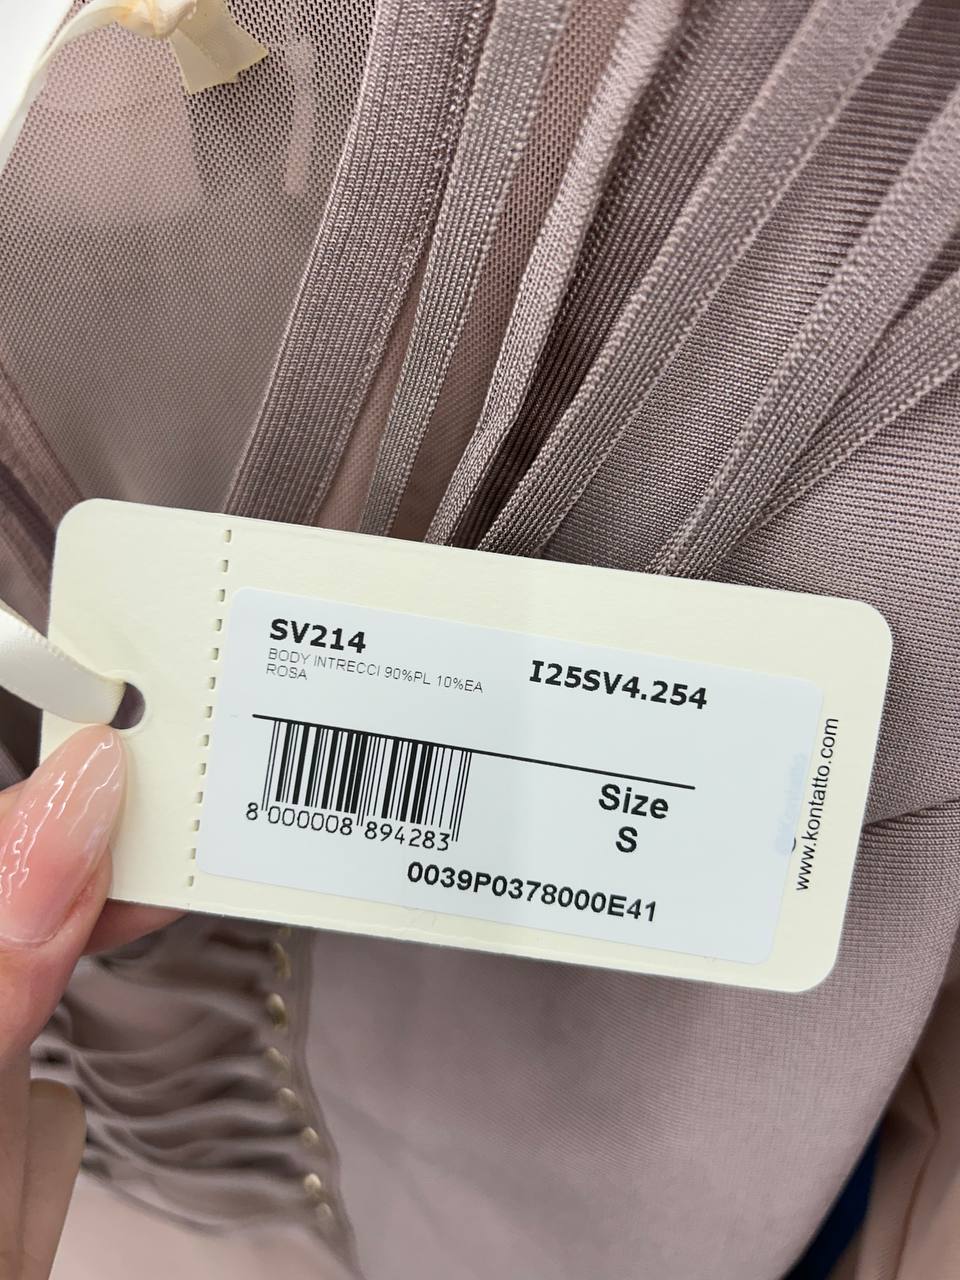 SV214
BODY INTRECCI 90%PL 10%EA
ROSA
I25SV4.254
8 000008 894283
Size
S
0039P0378000E41
www.kontatto.com